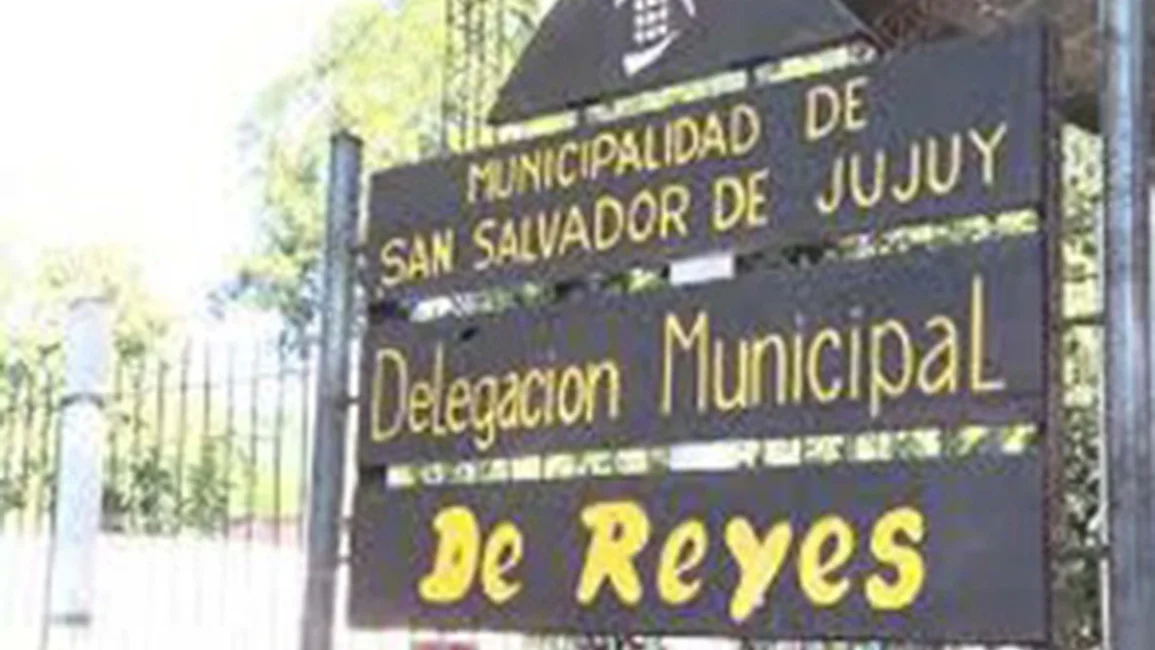 MUNICIPALIDAD DE
SAN SALVADOR DE JUJUY
DeLegacion MunicipaL
De Reyes